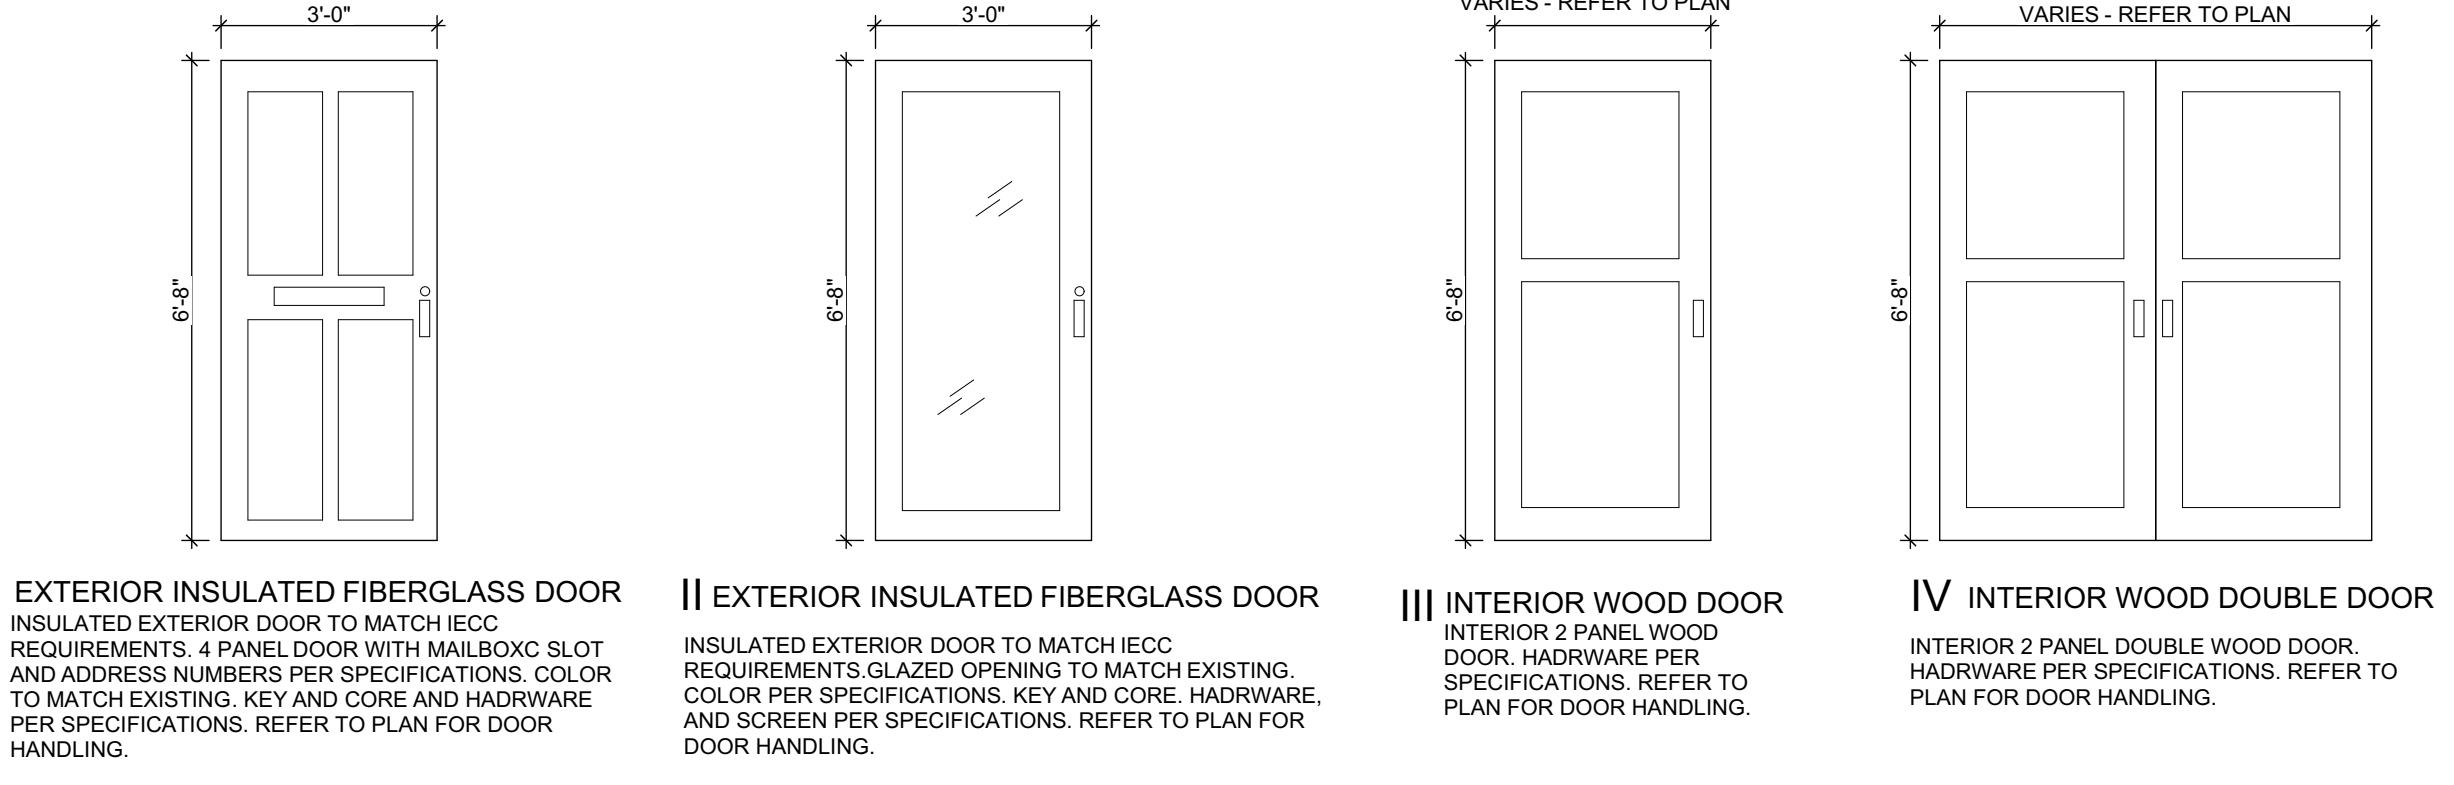 3'-0"
6'-8"
EXTERIOR INSULATED FIBERGLASS DOOR
INSULATED EXTERIOR DOOR TO MATCH IECC
REQUIREMENTS. 4 PANEL DOOR WITH MAILBOXC SLOT
AND ADDRESS NUMBERS PER SPECIFICATIONS. COLOR
TO MATCH EXISTING. KEY AND CORE AND HADRWARE
PER SPECIFICATIONS. REFER TO PLAN FOR DOOR
HANDLING.
3'-0"
6'-8"
II EXTERIOR INSULATED FIBERGLASS DOOR
INSULATED EXTERIOR DOOR TO MATCH IECC
REQUIREMENTS.GLAZED OPENING TO MATCH EXISTING.
COLOR PER SPECIFICATIONS. KEY AND CORE. HADRWARE,
AND SCREEN PER SPECIFICATIONS. REFER TO PLAN FOR
DOOR HANDLING.
VARIES - REFER TO PLAN
6'-8"
III INTERIOR WOOD DOOR
INTERIOR 2 PANEL WOOD
DOOR. HADRWARE PER
SPECIFICATIONS. REFER TO
PLAN FOR DOOR HANDLING.
VARIES - REFER TO PLAN
6'-8"
IV INTERIOR WOOD DOUBLE DOOR
INTERIOR 2 PANEL DOUBLE WOOD DOOR.
HADRWARE PER SPECIFICATIONS. REFER TO
PLAN FOR DOOR HANDLING.